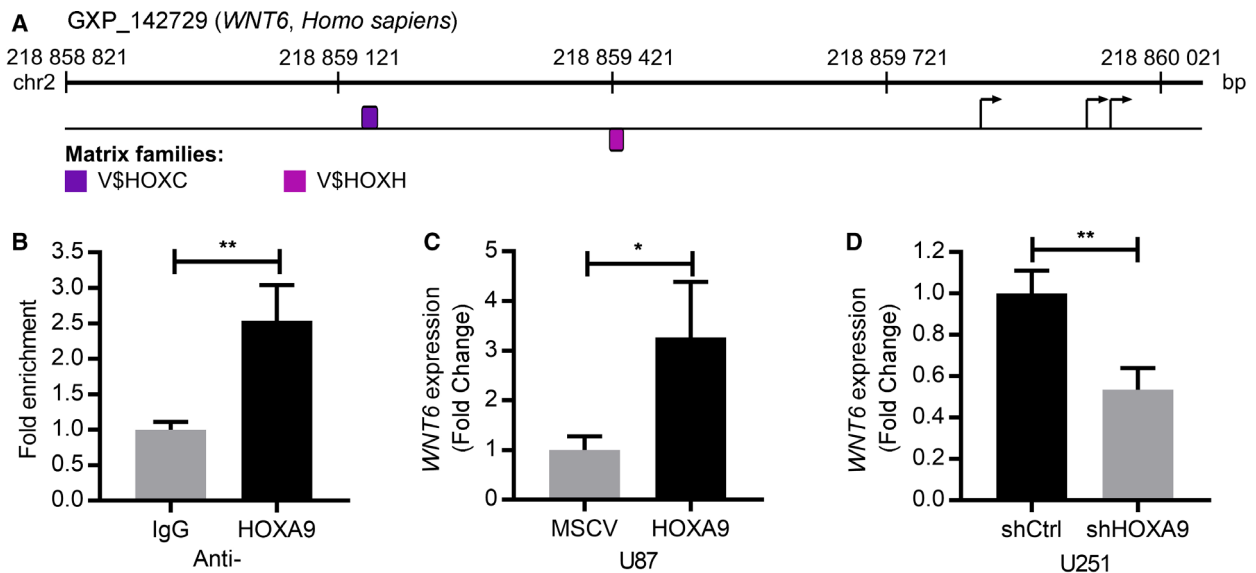 A GXP_142729 (WNT6, Homo sapiens)
218 858 821 218 859 121 218 859 421 218 859 721 218 860 021
chr2 bp
Matrix families:
V$HOXC V$HOXH
B
**
3.5
3.0
2.5
2.0
1.5
1.0
0.5
0.0
Fold enrichment
IgG HOXA9
Anti-
C
*
5
4
3
2
1
0
WNT6 expression
(Fold Change)
MSCV HOXA9
U87
D
**
1.2
1.0
0.8
0.6
0.4
0.2
0.0
WNT6 expression
(Fold Change)
shCtrl shHOXA9
U251